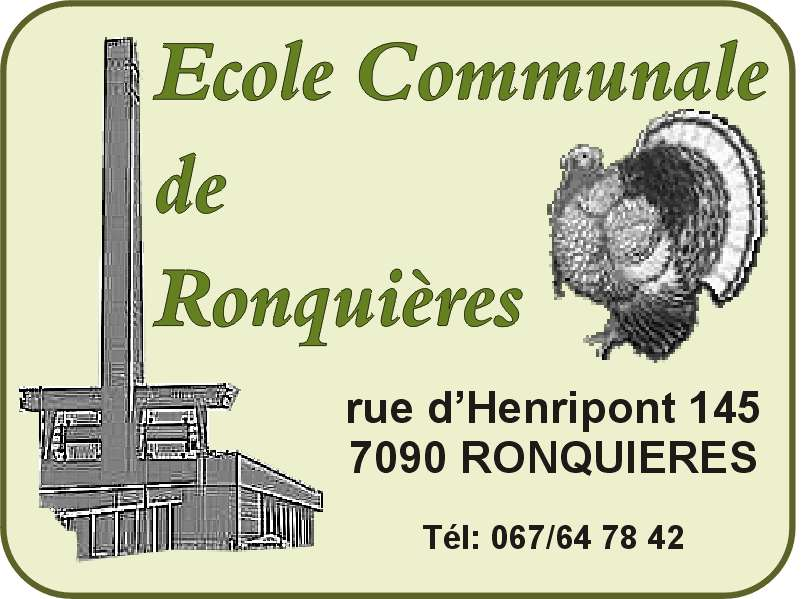 Ecole Communale
de
Ronquières
rue d’Henripont 145
7090 RONQUIERES
Tél: 067/64 78 42